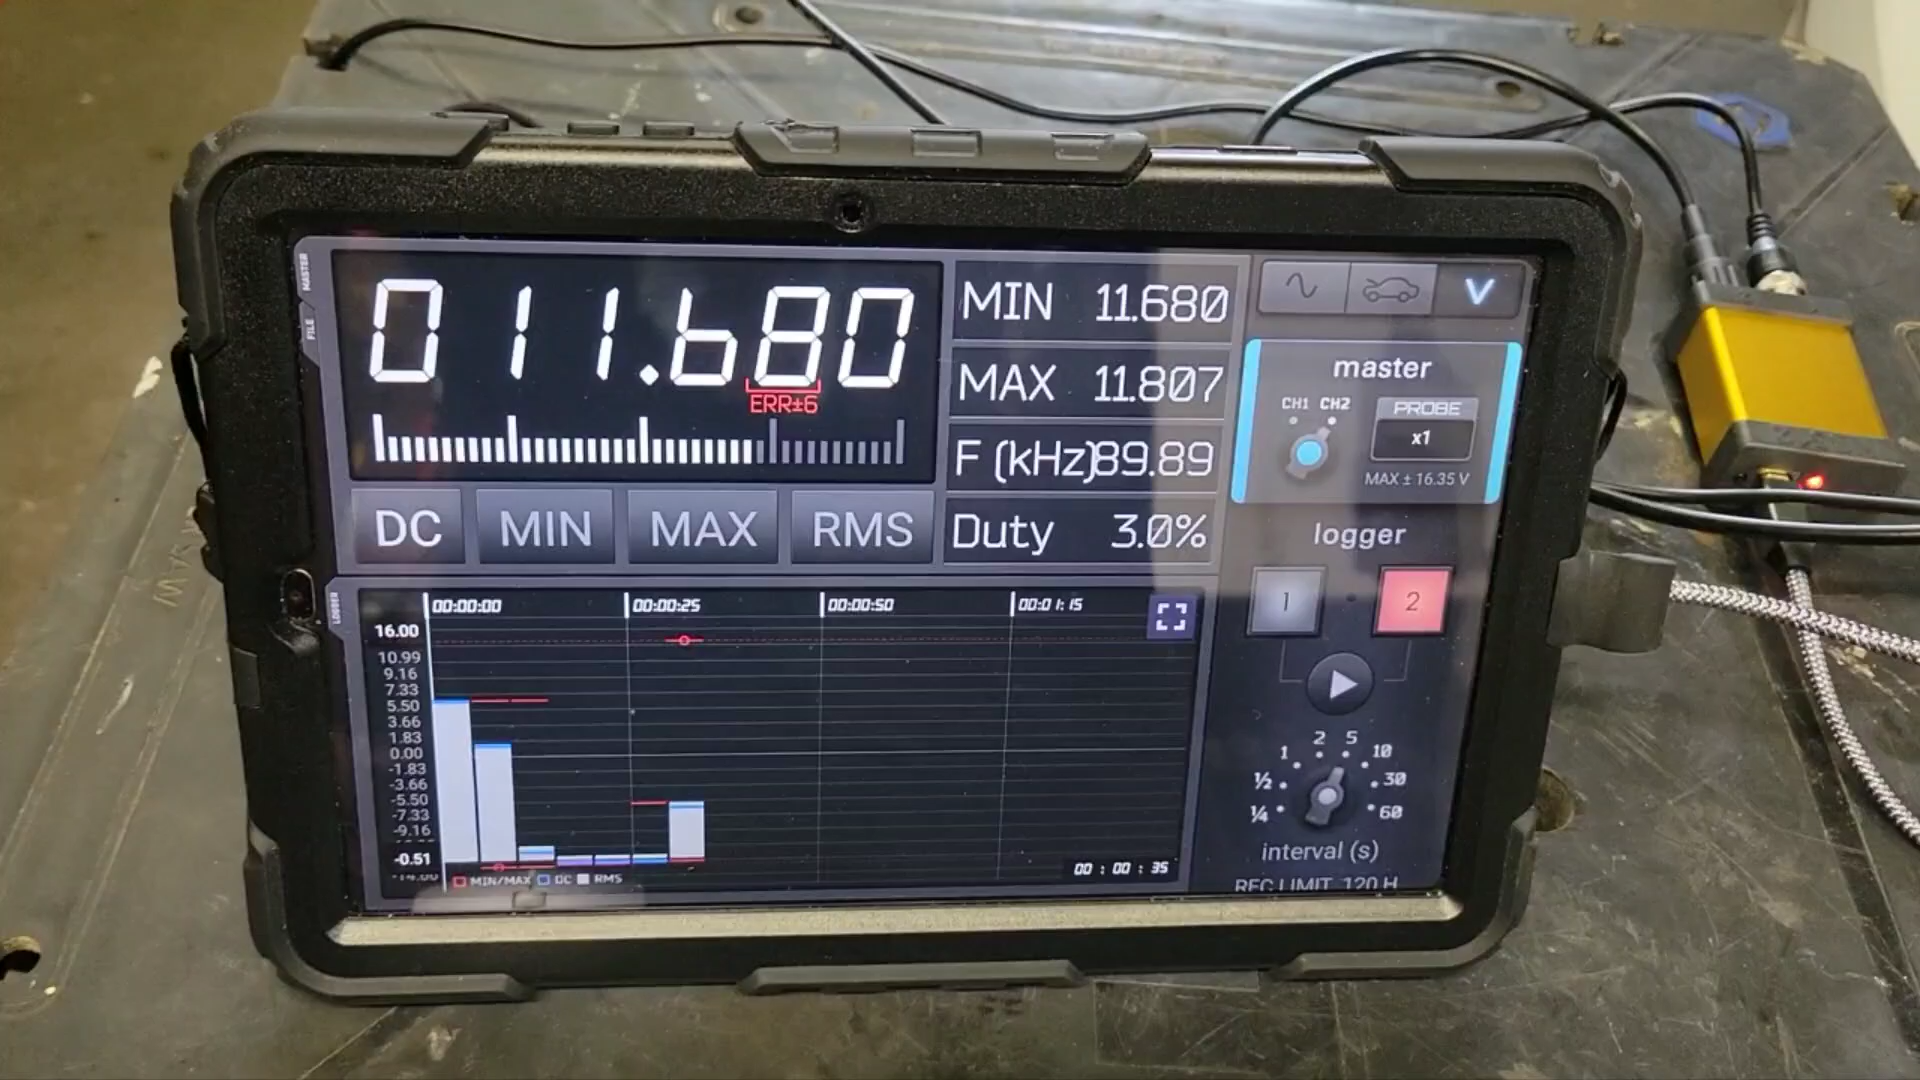 MASTER
FILE
011.680
ERR±6
MIN 11.680
MAX 11.807
F (kHz) 89.89
Duty 3.0%
DC MIN MAX RMS
V
master
CH1 CH2
PROBE
x1
MAX ± 16.35 V
logger
1 2
LOGGER
00:00:00 00:00:25 00:00:50 00:01:15
16.00
10.99
9.16
7.33
5.50
3.66
1.83
0.00
-1.83
-3.66
-5.50
-7.33
-9.16
-0.51
MIN/MAX DC RMS
00 : 00 : 35
¼ ½ 1 2 5 10 30 60
interval (s)
REC LIMIT 120 H